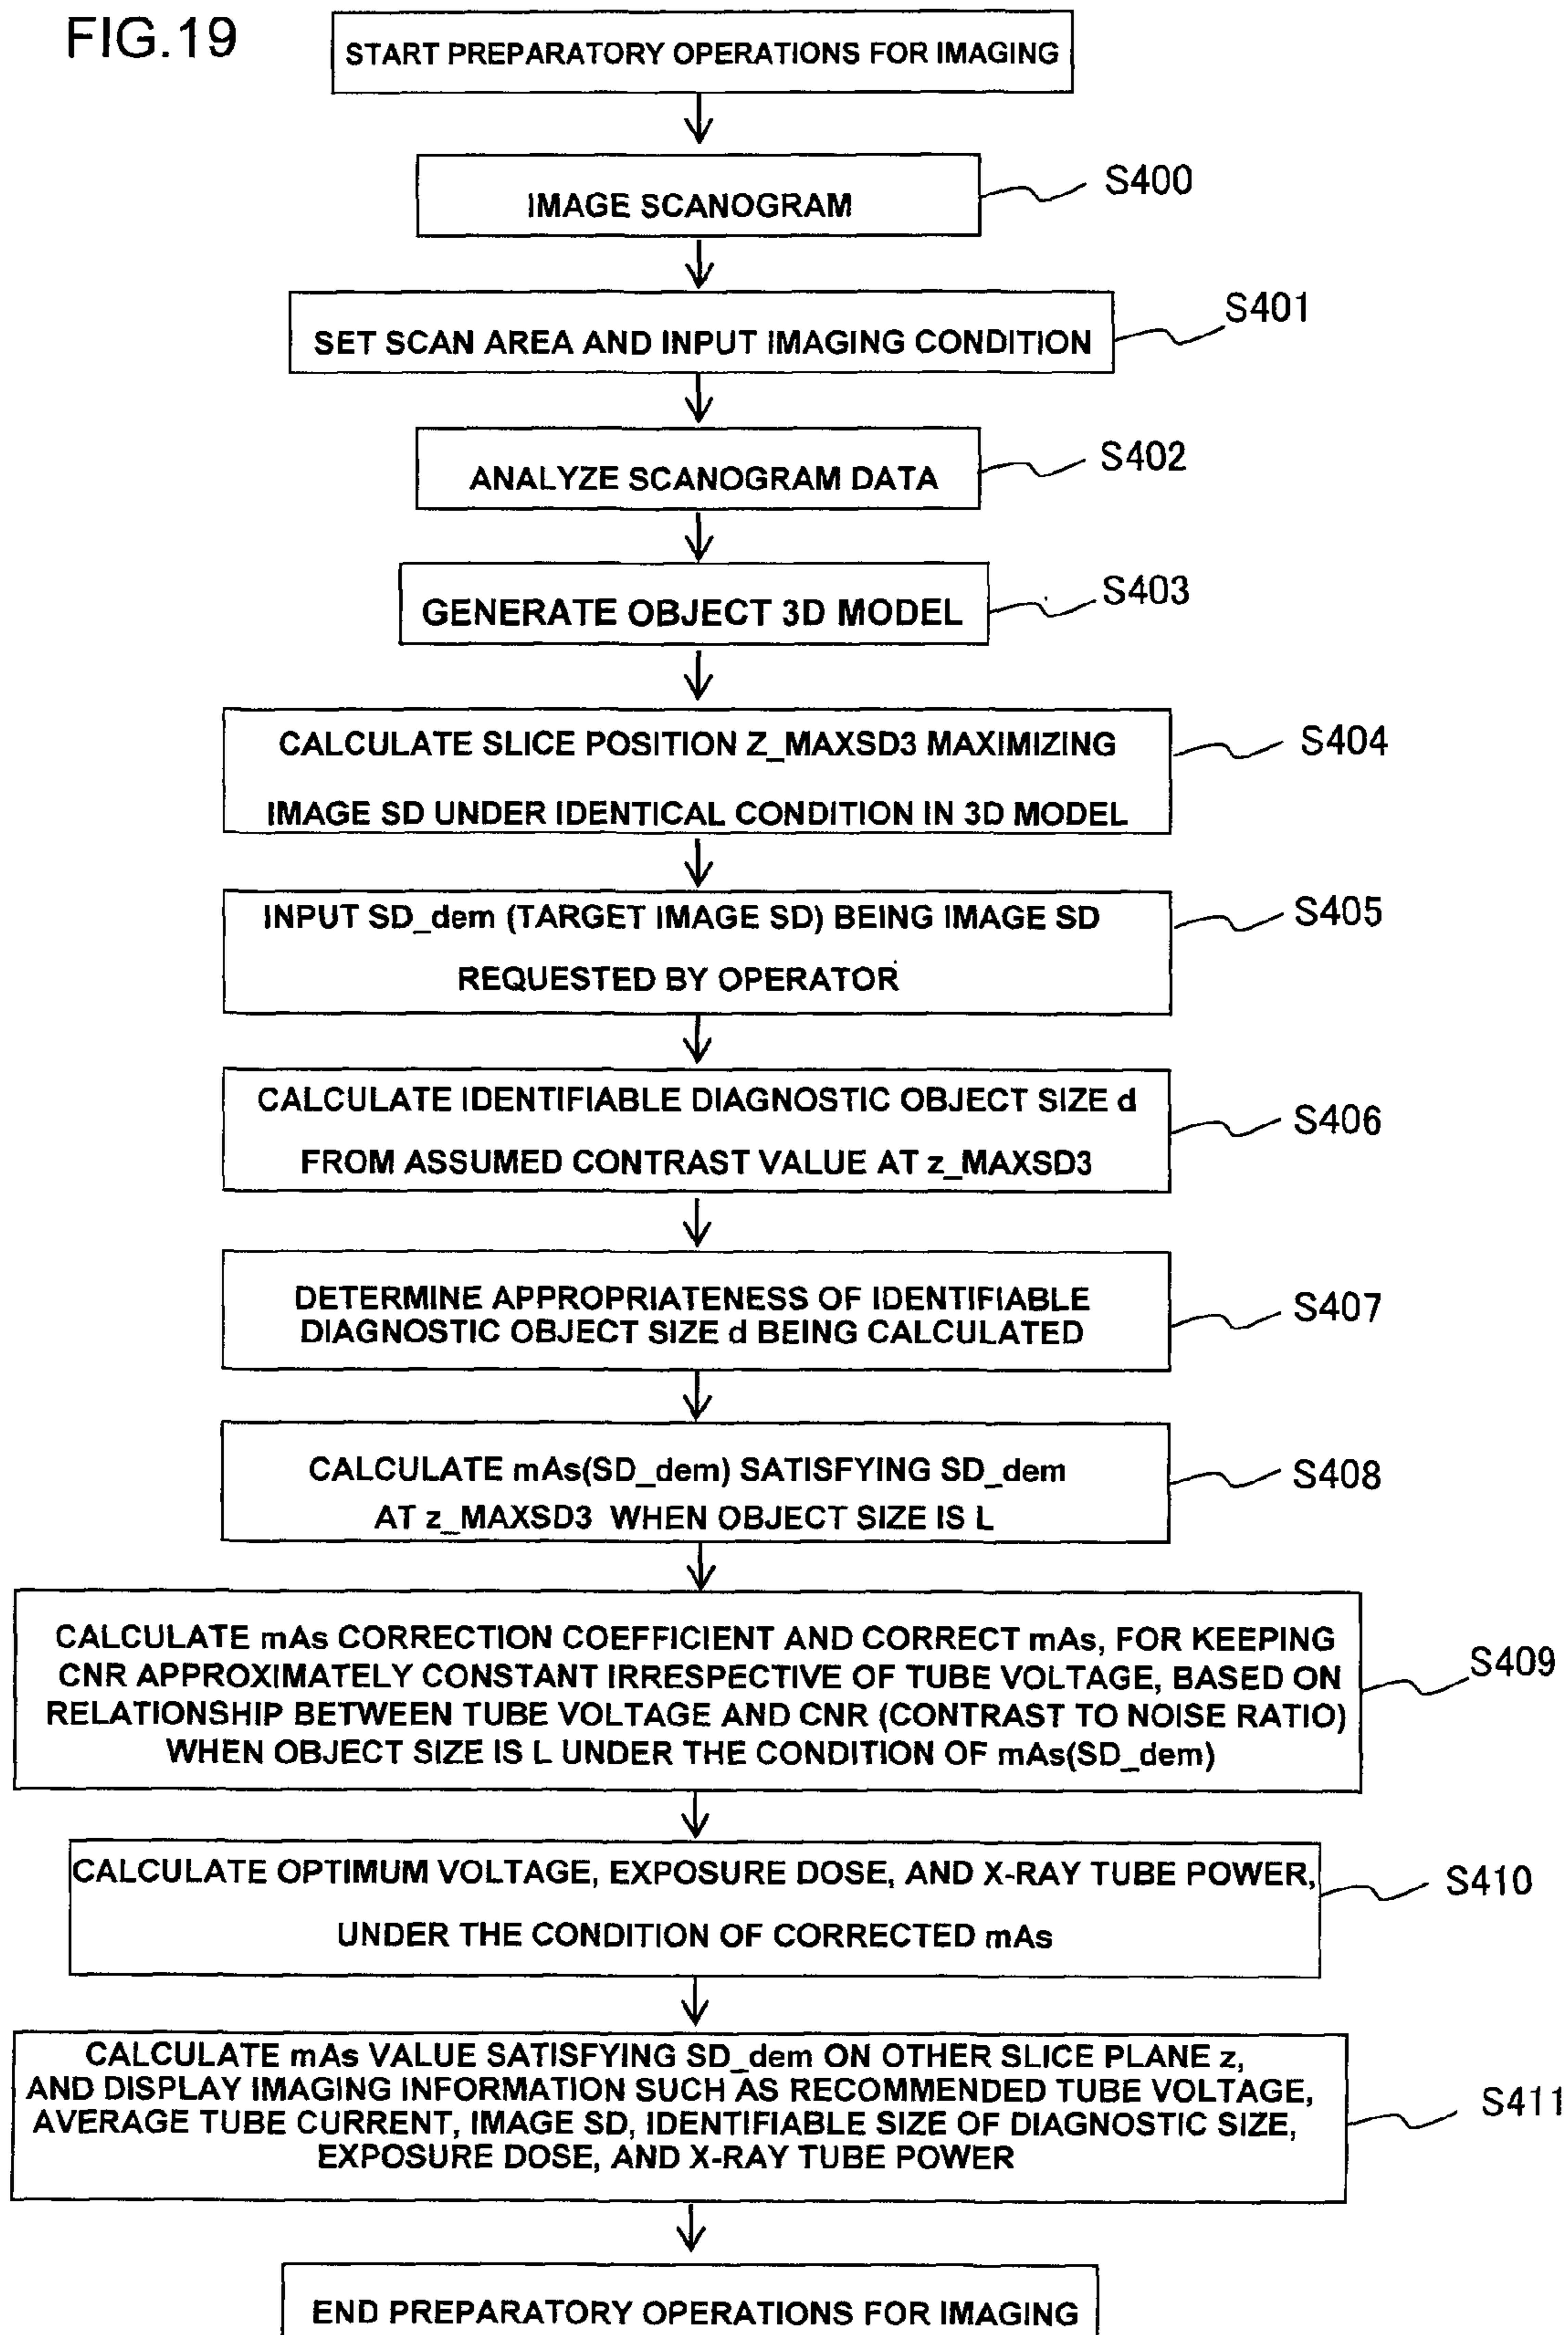 FIG.19
START PREPARATORY OPERATIONS FOR IMAGING
IMAGE SCANOGRAM
S400
SET SCAN AREA AND INPUT IMAGING CONDITION
S401
ANALYZE SCANOGRAM DATA
S402
GENERATE OBJECT 3D MODEL
S403
CALCULATE SLICE POSITION Z_MAXSD3 MAXIMIZING
IMAGE SD UNDER IDENTICAL CONDITION IN 3D MODEL
S404
INPUT SD_dem (TARGET IMAGE SD) BEING IMAGE SD
REQUESTED BY OPERATOR
S405
CALCULATE IDENTIFIABLE DIAGNOSTIC OBJECT SIZE d
FROM ASSUMED CONTRAST VALUE AT z_MAXSD3
S406
DETERMINE APPROPRIATENESS OF IDENTIFIABLE
DIAGNOSTIC OBJECT SIZE d BEING CALCULATED
S407
CALCULATE mAs(SD_dem) SATISFYING SD_dem
AT z_MAXSD3 WHEN OBJECT SIZE IS L
S408
CALCULATE mAs CORRECTION COEFFICIENT AND CORRECT mAs, FOR KEEPING
CNR APPROXIMATELY CONSTANT IRRESPECTIVE OF TUBE VOLTAGE, BASED ON
RELATIONSHIP BETWEEN TUBE VOLTAGE AND CNR (CONTRAST TO NOISE RATIO)
WHEN OBJECT SIZE IS L UNDER THE CONDITION OF mAs(SD_dem)
S409
CALCULATE OPTIMUM VOLTAGE, EXPOSURE DOSE, AND X-RAY TUBE POWER,
UNDER THE CONDITION OF CORRECTED mAs
S410
CALCULATE mAs VALUE SATISFYING SD_dem ON OTHER SLICE PLANE z,
AND DISPLAY IMAGING INFORMATION SUCH AS RECOMMENDED TUBE VOLTAGE,
AVERAGE TUBE CURRENT, IMAGE SD, IDENTIFIABLE SIZE OF DIAGNOSTIC SIZE,
EXPOSURE DOSE, AND X-RAY TUBE POWER
S411
END PREPARATORY OPERATIONS FOR IMAGING